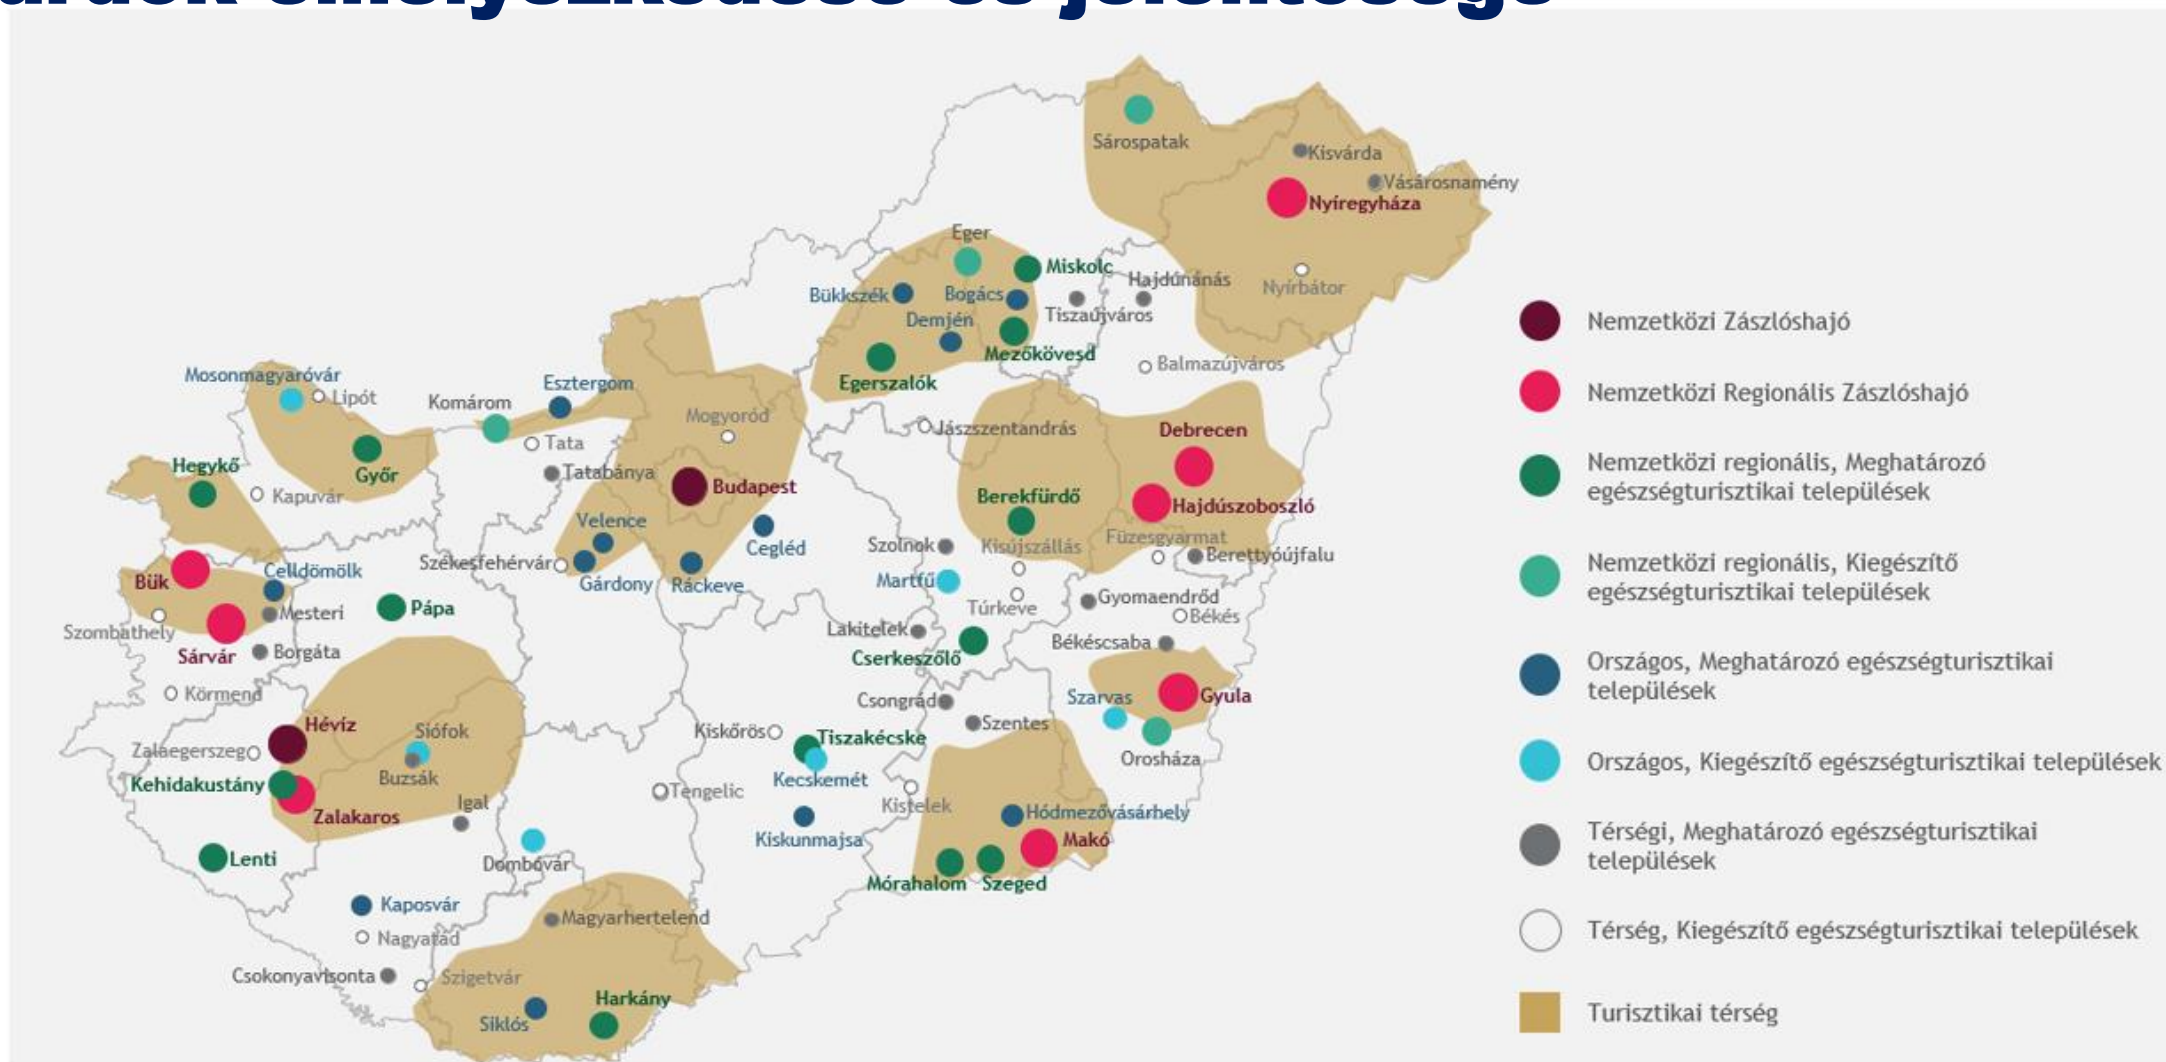 elhelyezkedése és jelentősége
Sárospatak
Kisvárda
Vásárosnamény
Nyíregyháza
Eger
Miskolc
Hajdúnánás
Nyírbátor
Bükkszék
Bogács
Tiszaújváros
Demjén
Mezőkövesd
Balmazújváros
Egerszalók
Mosonmagyaróvár
Lipót
Komárom
Esztergom
Mogyoród
Jászszentandrás
Debrecen
Tata
Hegykő
Győr
Tatabánya
Kapuvár
Budapest
Berekfürdő
Hajdúszoboszló
Velence
Cegléd
Szolnok
Kisújszállás
Füzesgyarmat
Berettyóújfalu
Székesfehérvár
Celldömölk
Bük
Gárdony
Ráckeve
Martfű
Gyomaendrőd
Mesteri
Pápa
Túrkeve
Békés
Szombathely
Lakitelek
Békéscsaba
Sárvár
Borgáta
Cserkeszőlő
Körmend
Csongrád
Szarvas
Gyula
Hévíz
Siófok
Szentes
Kiskőrös
Tiszakécske
Zalaegerszeg
Orosháza
Buzsák
Kecskemét
Kehidakustány
Tengelic
Igal
Kistelek
Zalakaros
Hódmezővásárhely
Kiskunmajsa
Makó
Lenti
Dombóvár
Mórahalom
Szeged
Kaposvár
Magyarhertelend
Nagyatád
Csokonyavisonta
Szigetvár
Harkány
Siklós
Nemzetközi Zászlóshajó
Nemzetközi Regionális Zászlóshajó
Nemzetközi regionális, Meghatározó
egészségturisztikai települések
Nemzetközi regionális, Kiegészítő
egészségturisztikai települések
Országos, Meghatározó egészségturisztikai
települések
Országos, Kiegészítő egészségturisztikai települések
Térségi, Meghatározó egészségturisztikai
települések
Térség, Kiegészítő egészségturisztikai települések
Turisztikai térség